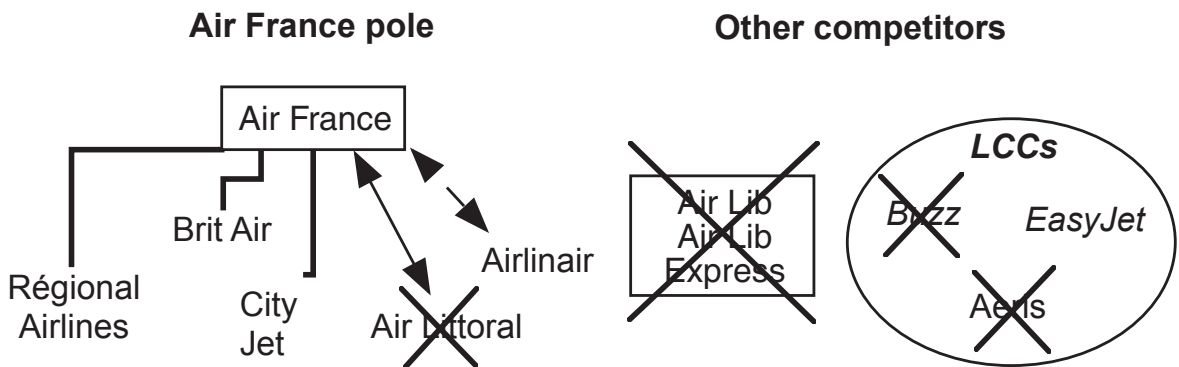 Air France pole
Other competitors
Air France
Régional
Airlines
Brit Air
City
Jet
Air Littoral
Airlinair
Air Lib
Air Lib
Express
LCCs
Buzz
EasyJet
Aeris